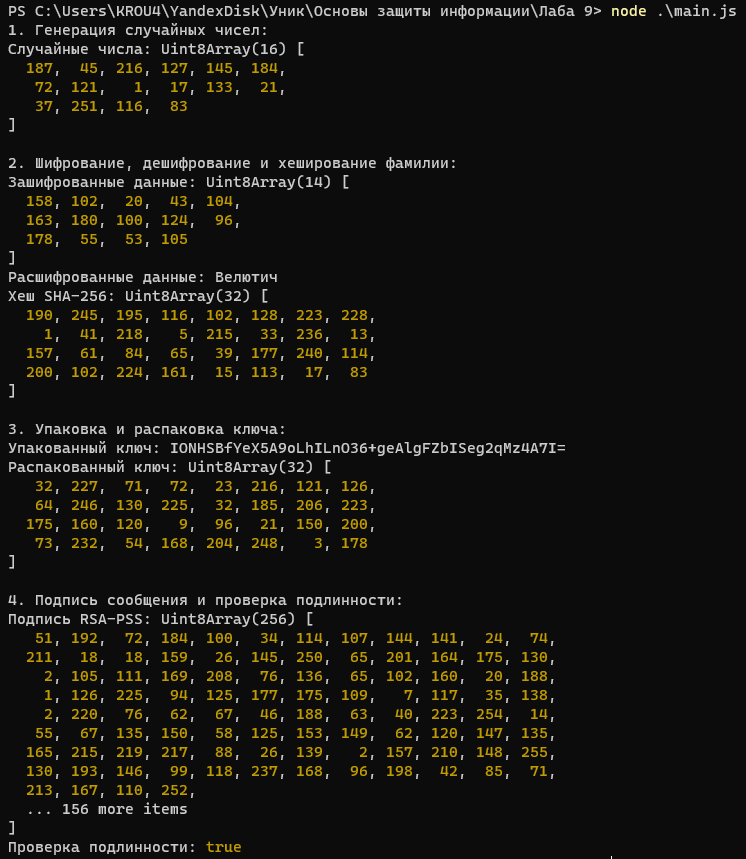 PS C:\Users\KROU4\YandexDisk\Уник\Основы защиты информации\Лаба 9> node .\main.js
1. Генерация случайных чисел:
Случайные числа: Uint8Array(16) [
  187,  45, 216, 127, 145, 184,
   72, 121,   1,  17, 133,  21,
   37, 251, 116,  83
]

2. Шифрование, дешифрование и хеширование фамилии:
Зашифрованные данные: Uint8Array(14) [
  158, 102,  20,  43, 104,
  163, 180, 100, 124,  96,
  178,  55,  53, 105
]
Расшифрованные данные: Велютич
Хеш SHA-256: Uint8Array(32) [
  190, 245, 195, 116, 102, 128, 223, 228,
    1,  41, 218,   5, 215,  33, 236,  13,
  157,  61,  84,  65,  39, 177, 240, 114,
  200, 102, 224, 161,  15, 113,  17,  83
]

3. Упаковка и распаковка ключа:
Упакованный ключ: IONHSBfYeX5A9oLhILnO36+geAlgFZbISeg2qMz4A7I=
Распакованный ключ: Uint8Array(32) [
   32, 227,  71,  72,  23, 216, 121, 126,
   64, 246, 130, 225,  32, 185, 206, 223,
  175, 160, 120,   9,  96,  21, 150, 200,
   73, 232,  54, 168, 204, 248,   3, 178
]

4. Подпись сообщения и проверка подлинности:
Подпись RSA-PSS: Uint8Array(256) [
   51, 192,  72, 184, 100,  34, 114, 107, 144, 141,  24,  74,
  211,  18,  18, 159,  26, 145, 250,  65, 201, 164, 175, 130,
    2, 105, 111, 169, 208,  76, 136,  65, 102, 160,  20, 188,
    1, 126, 225,  94, 125, 177, 175, 109,   7, 117,  35, 138,
    2, 220,  76,  62,  67,  46, 188,  63,  40, 223, 254,  14,
   55,  67, 135, 150,  58, 125, 153, 149,  62, 120, 147, 135,
  165, 215, 219, 217,  88,  26, 139,   2, 157, 210, 148, 255,
  130, 193, 146,  99, 118, 237, 168,  96, 198,  42,  85,  71,
  213, 167, 110, 252,
  ... 156 more items
]
Проверка подлинности: true